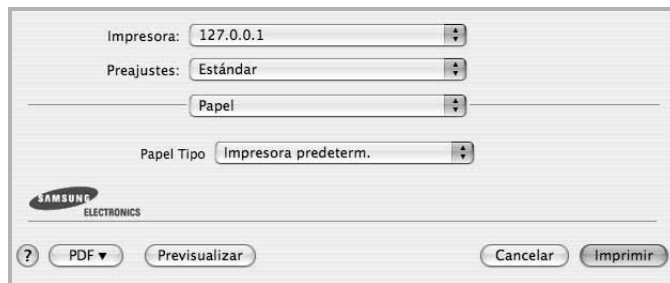 Impresora: 127.0.0.1
Preajustes: Estándar
Papel
Papel Tipo Impresora predeterm.
SAMSUNG
ELECTRONICS
? PDF▼ Previsualizar Cancelar Imprimir